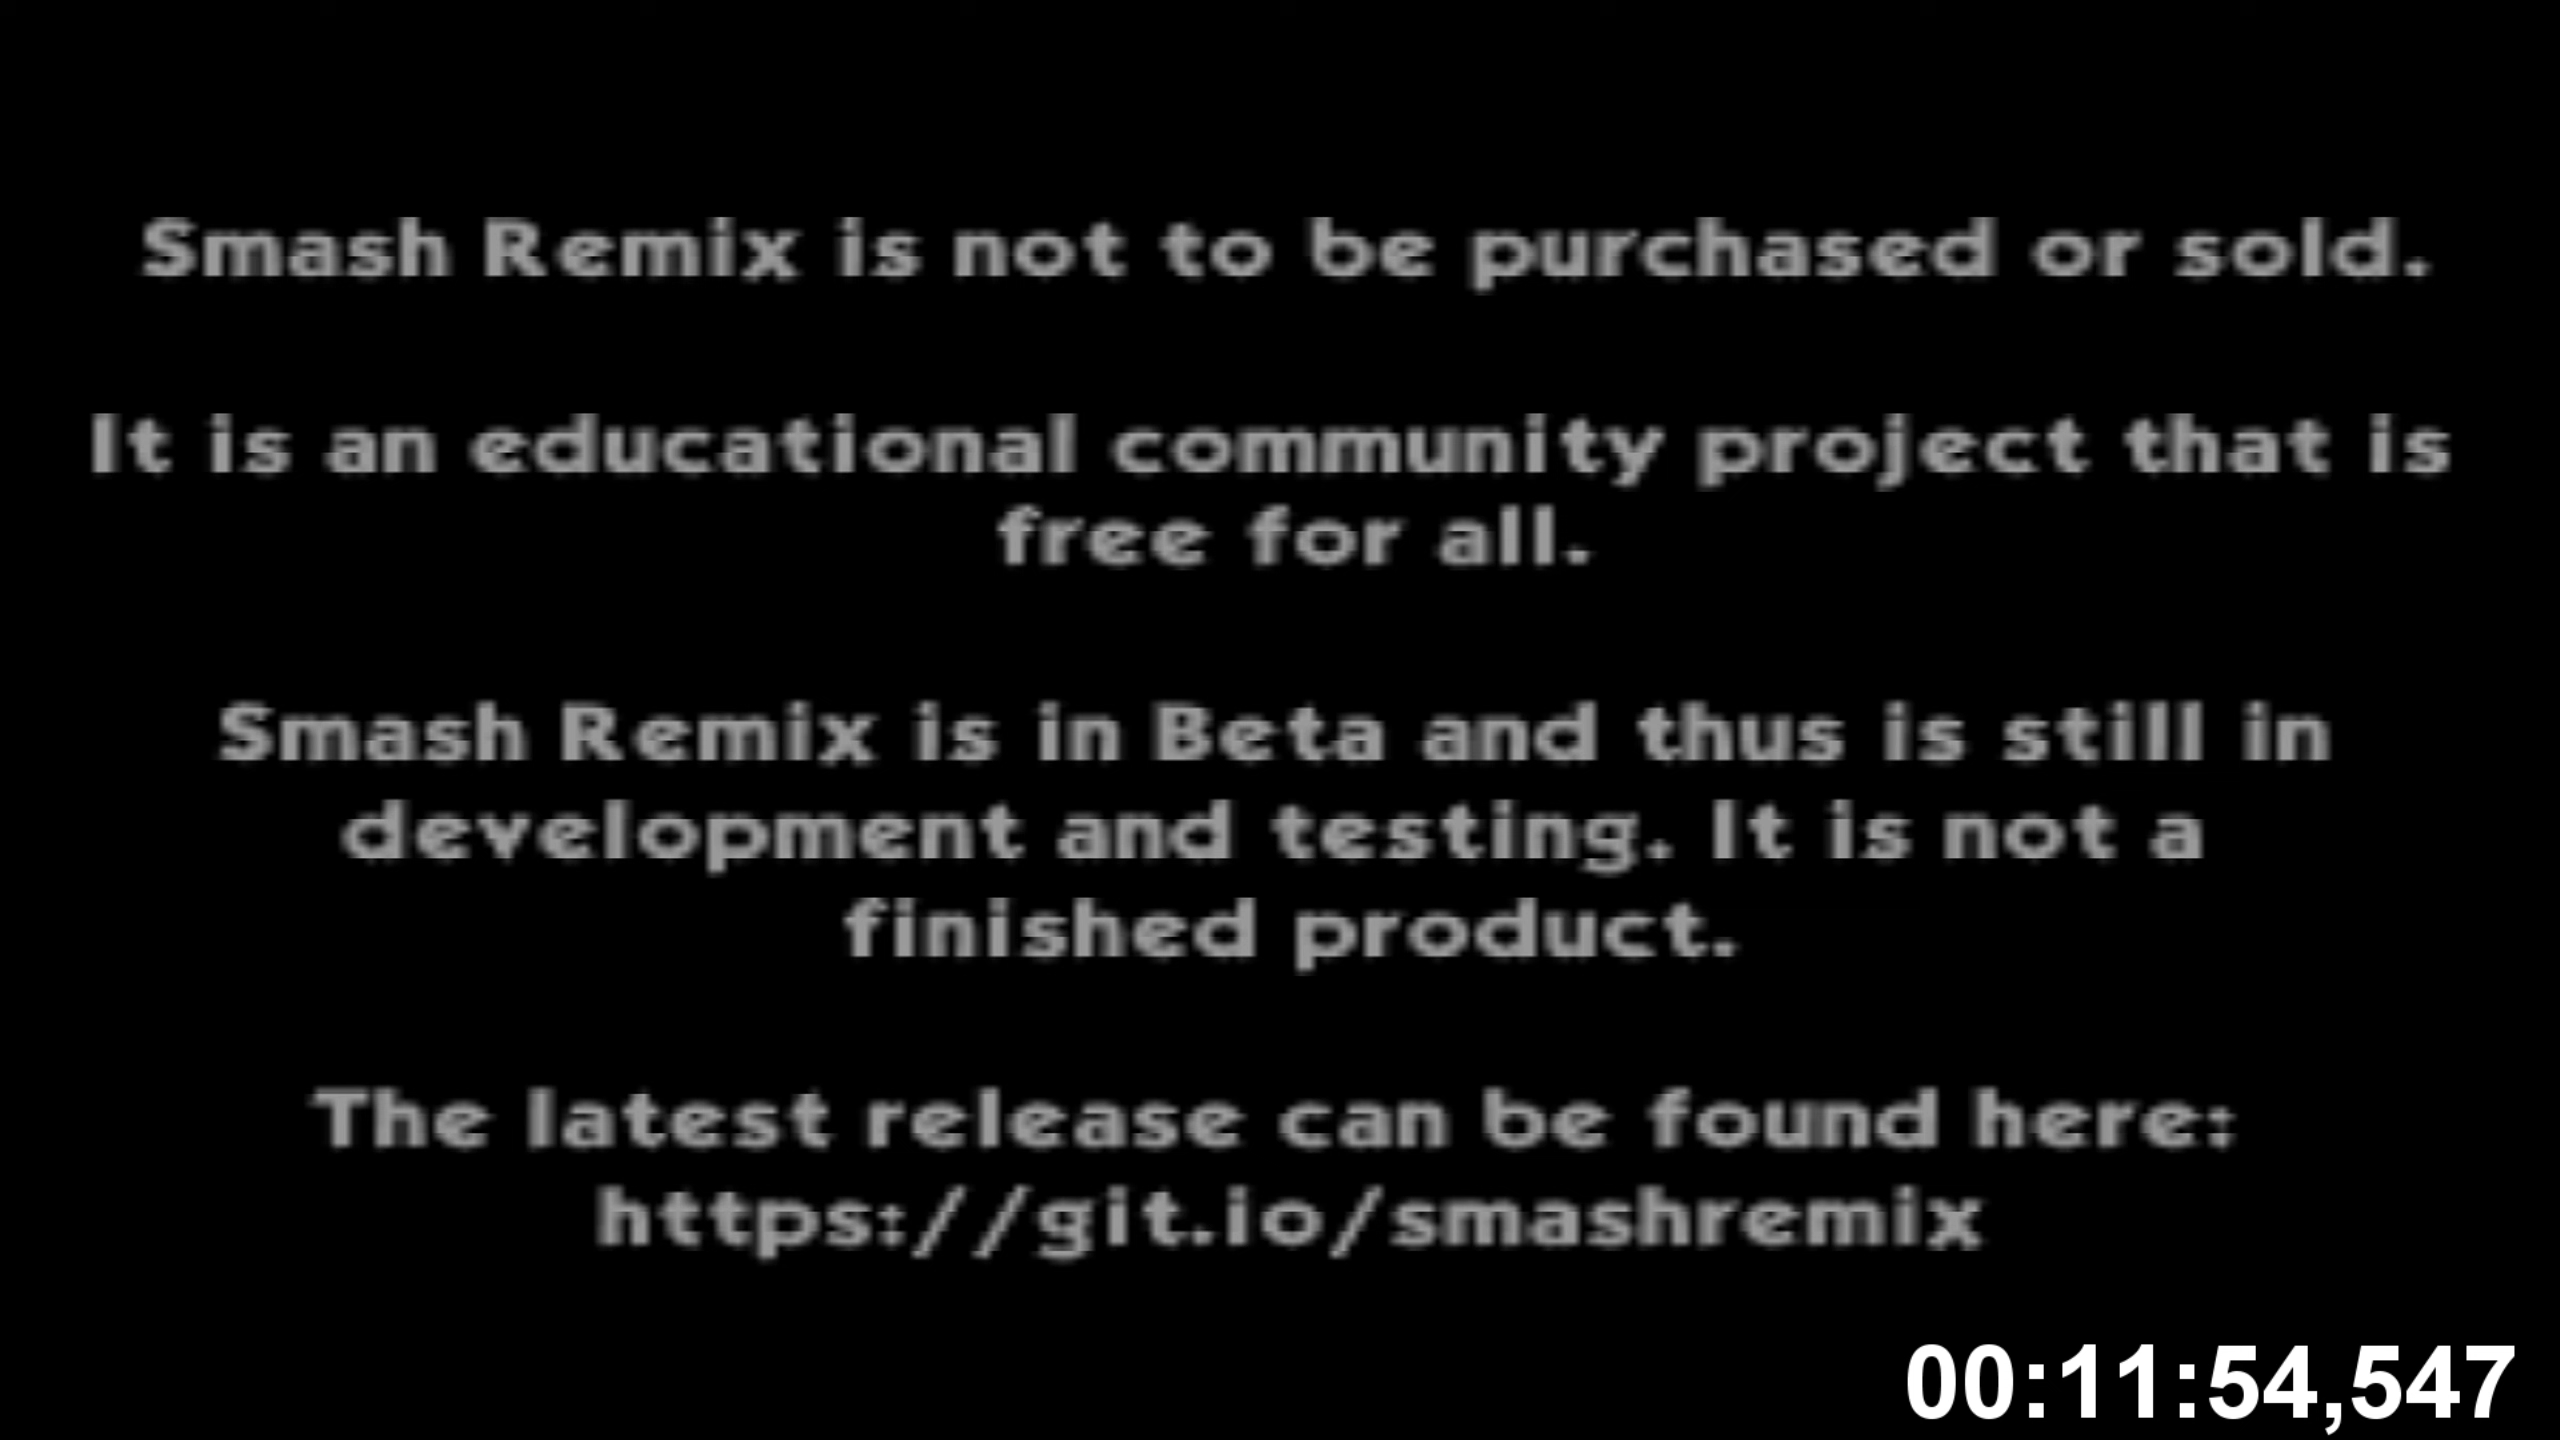 Smash Remix is not to be purchased or sold.
It is an educational community project that is
free for all.
Smash Remix is in Beta and thus is still in
development and testing. It is not a
finished product.
The latest release can be found here:
https://git.io/smashremix
00:11:54,547